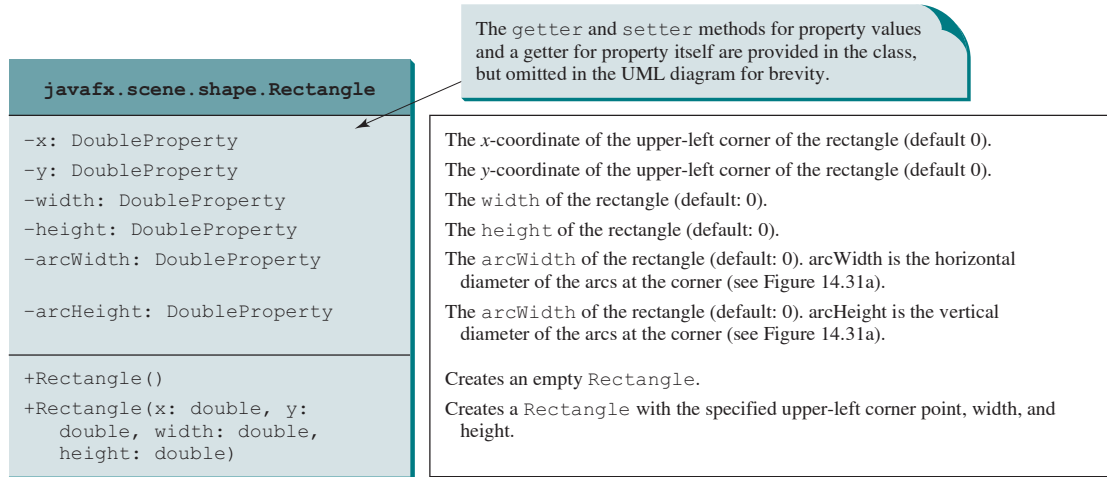 The getter and setter methods for property values
and a getter for property itself are provided in the class,
but omitted in the UML diagram for brevity.
javafx.scene.shape.Rectangle
-x: DoubleProperty
The x-coordinate of the upper-left corner of the rectangle (default 0).
-y: DoubleProperty
The y-coordinate of the upper-left corner of the rectangle (default 0).
-width: DoubleProperty
The width of the rectangle (default: 0).
-height: DoubleProperty
The height of the rectangle (default: 0).
-arcWidth: DoubleProperty
The arcWidth of the rectangle (default: 0). arcWidth is the horizontal
diameter of the arcs at the corner (see Figure 14.31a).
-arcHeight: DoubleProperty
The arcWidth of the rectangle (default: 0). arcHeight is the vertical
diameter of the arcs at the corner (see Figure 14.31a).
+Rectangle()
Creates an empty Rectangle.
+Rectangle(x: double, y:
double, width: double,
height: double)
Creates a Rectangle with the specified upper-left corner point, width, and
height.